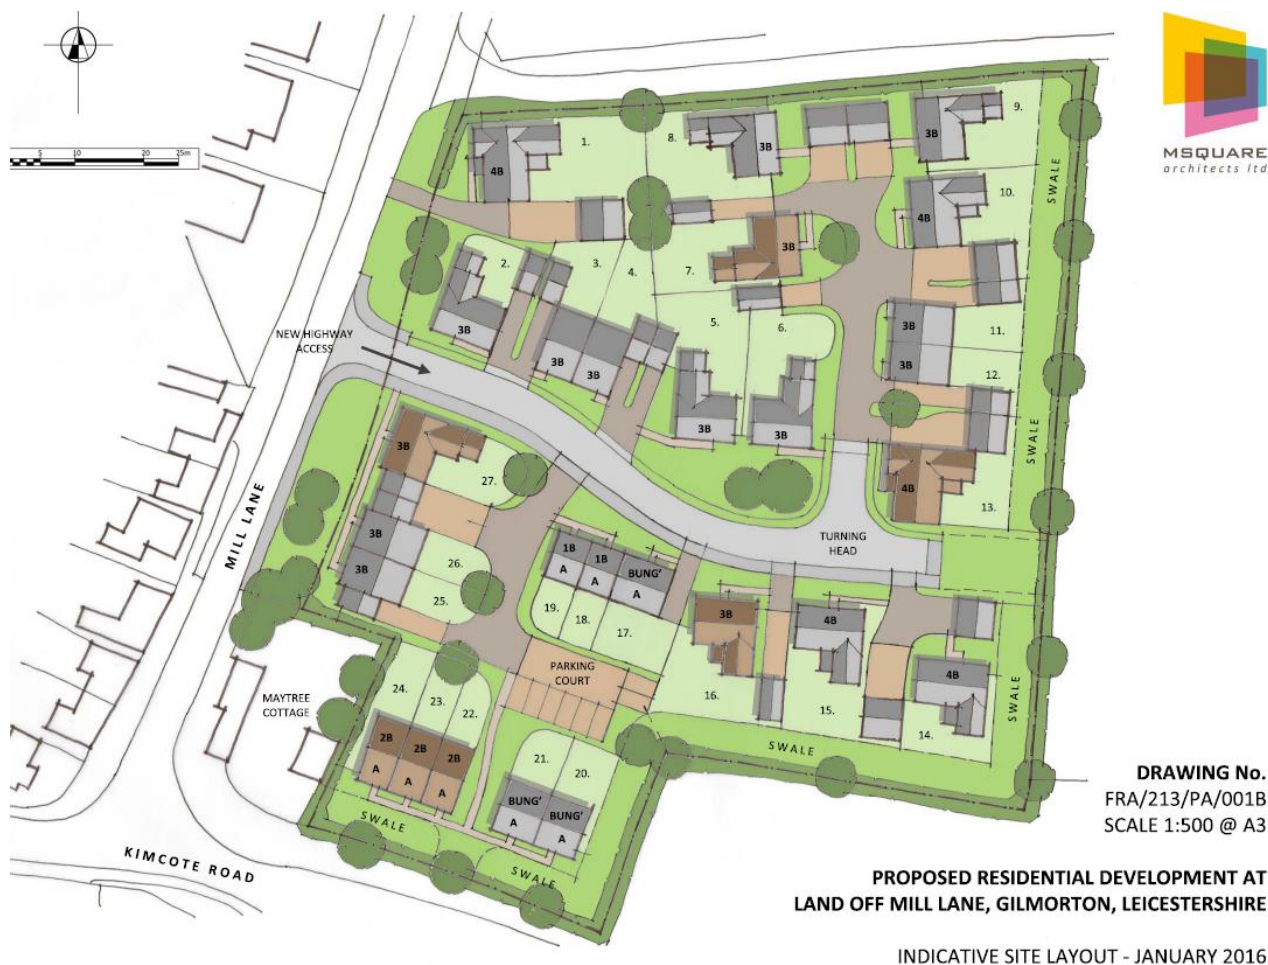 MSQUARE
architects ltd
5 10 20 25m
1.
8.
9.
4B
3B
3B
10.
4B
SWALE
2.
3.
4.
7.
3B
3B
5.
6.
3B
11.
NEW HIGHWAY
ACCESS
3B
3B
3B
12.
3B
3B
SWALE
3B
27.
4B
13.
MILL LANE
3B
3B
26.
25.
1B
1B
BUNG'
A
A
A
TURNING
HEAD
19.
18.
17.
3B
4B
4B
PARKING
COURT
MAYTREE
COTTAGE
24.
23.
22.
16.
15.
14.
SWALE
SWALE
2B
2B
2B
A
A
A
21.
20.
BUNG'
BUNG'
A
A
SWALE
SWALE
KIMCOTE ROAD
DRAWING No.
FRA/213/PA/001B
SCALE 1:500 @ A3
PROPOSED RESIDENTIAL DEVELOPMENT AT
LAND OFF MILL LANE, GILMORTON, LEICESTERSHIRE
INDICATIVE SITE LAYOUT - JANUARY 2016